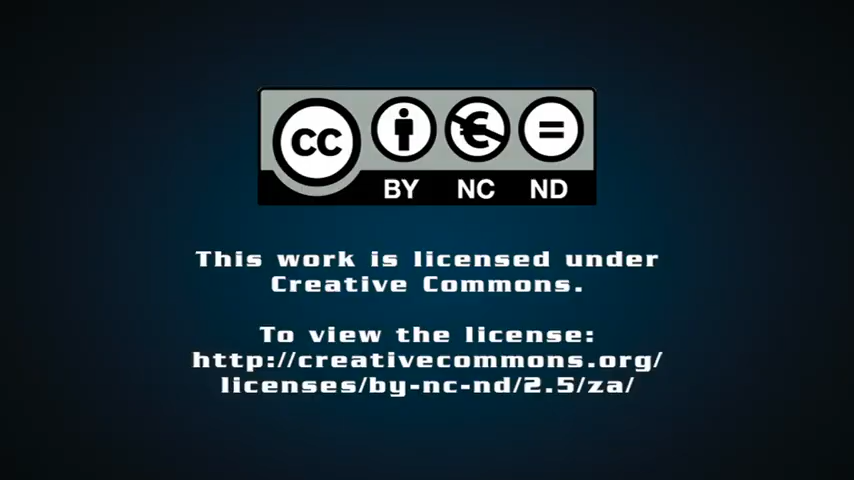 cc
BY NC ND
This work is licensed under
Creative Commons.
To view the license:
http://creativecommons.org/
licenses/by-nc-nd/2.5/za/